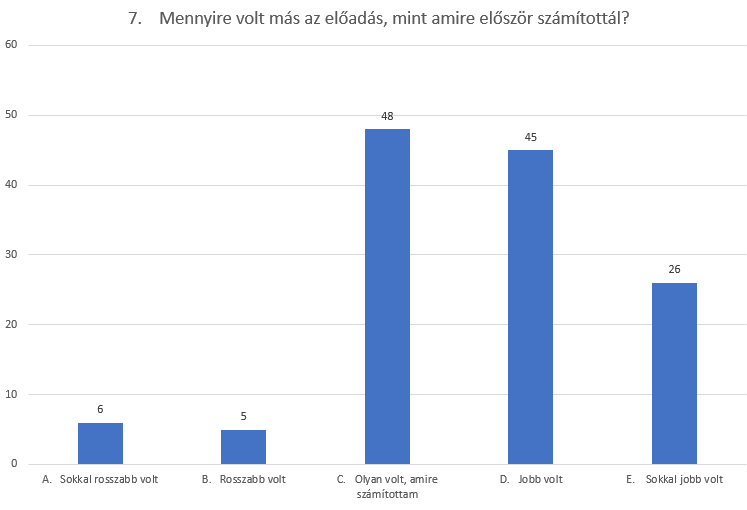 7. Mennyire volt más az előadás, mint amire először számítottál?
60
50
40
30
20
10
0
6
5
48
45
26
A. Sokkal rosszabb volt
B. Rosszabb volt
C. Olyan volt, amire
számítottam
D. Jobb volt
E. Sokkal jobb volt